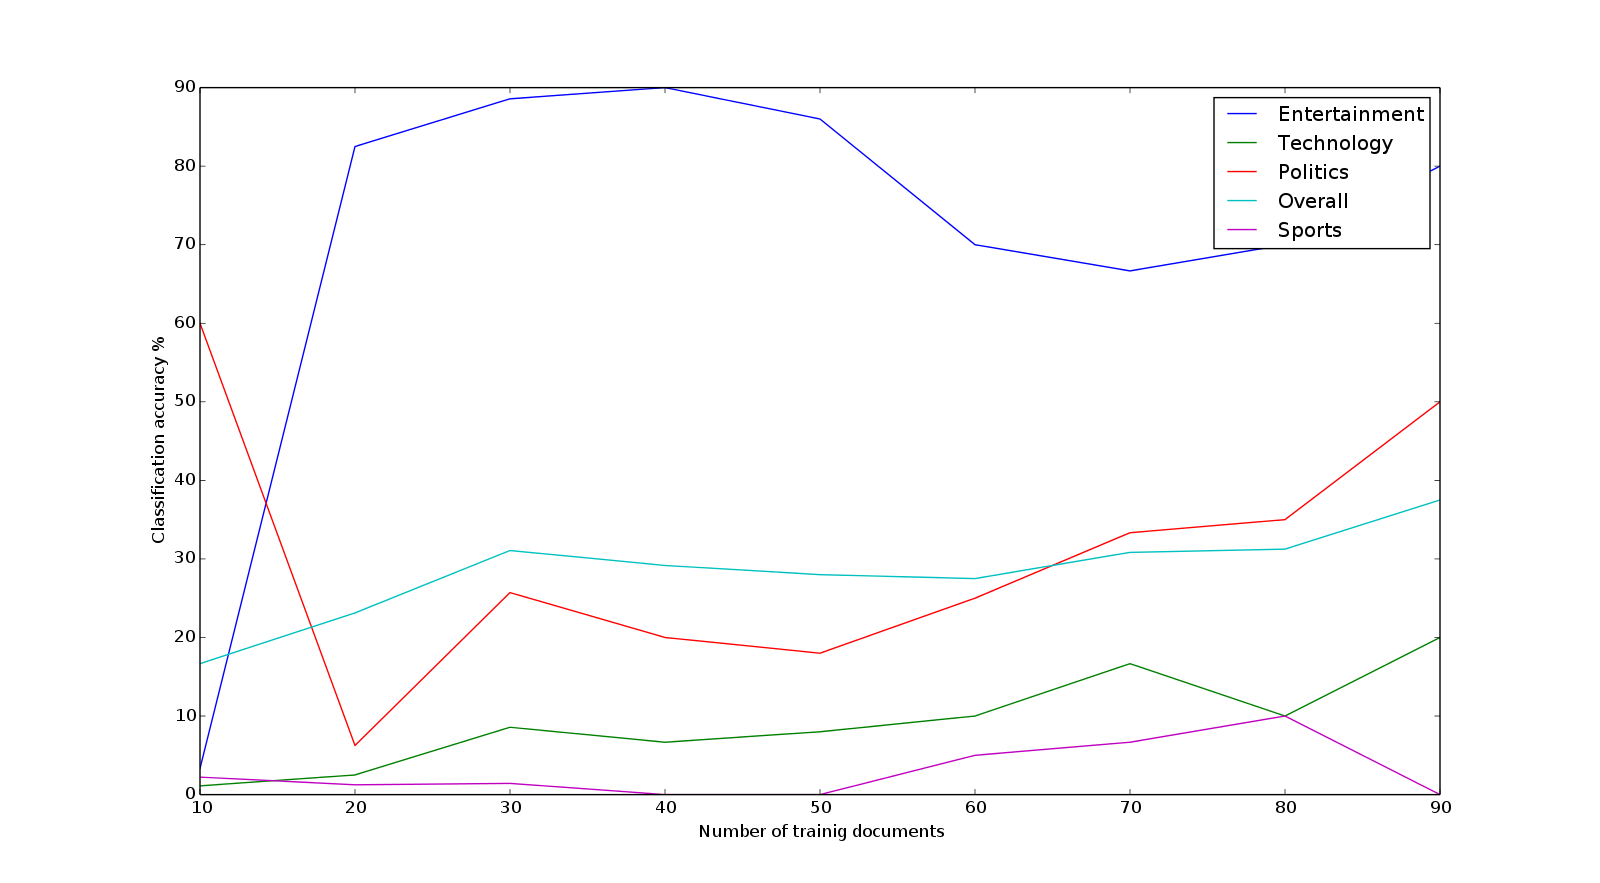 90
80
70
60
50
40
30
20
10
0
Classification accuracy %
10 20 30 40 50 60 70 80 90
Number of trainig documents
Entertainment
Technology
Politics
Overall
Sports